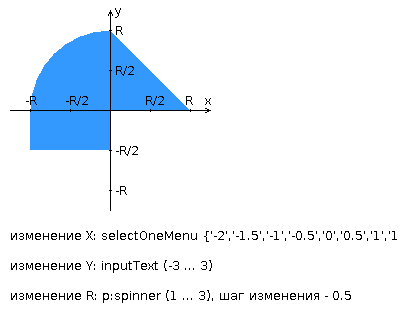 y
R
R/2
-R -R/2 R/2 R x
-R/2
-R
изменение X: selectOneMenu {'-2','-1.5','-1','-0.5','0','0.5','1','1
изменение Y: inputText (-3 ... 3)
изменение R: p:spinner (1 ... 3), шаг изменения - 0.5